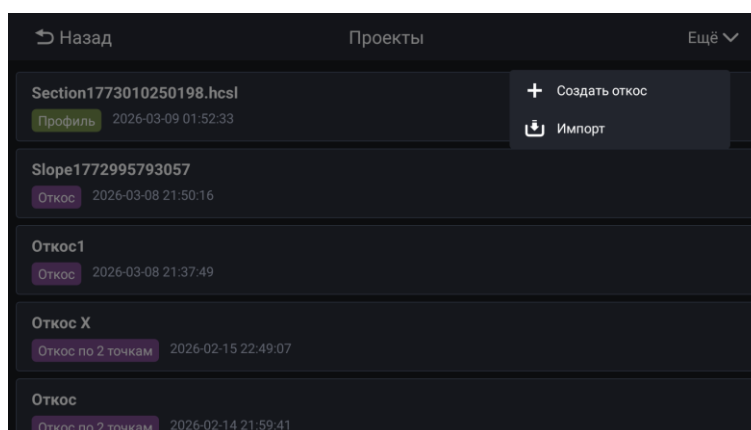 Назад
Проекты
Ещё
Section1773010250198.hcsl
Профиль 2026-03-09 01:52:33
Создать откос
Импорт
Slope1772995793057
Откос 2026-03-08 21:50:16
Откос1
Откос 2026-03-08 21:37:49
Откос X
Откос по 2 точкам 2026-02-15 22:49:07
Откос
Откос по 2 точкам 2026-02-14 21:59:41